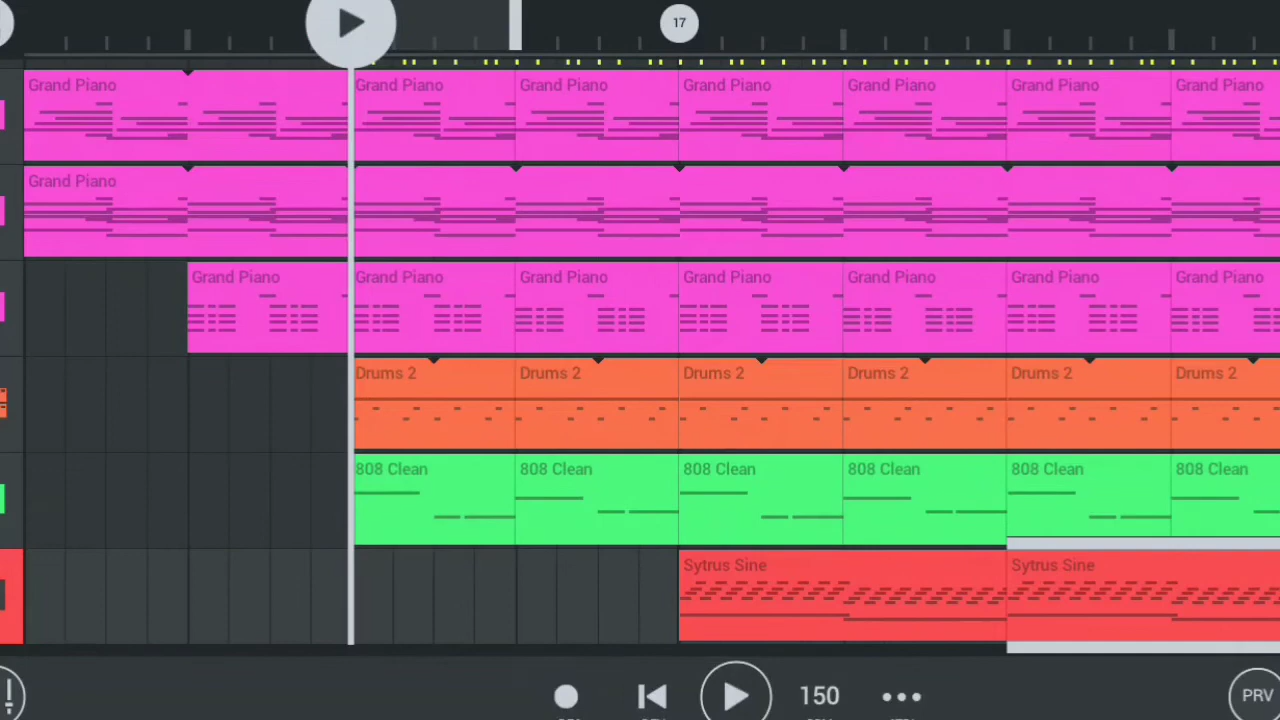 17
Grand Piano Grand Piano Grand Piano Grand Piano Grand Piano Grand Piano Grand Piano
Grand Piano
Grand Piano Grand Piano Grand Piano Grand Piano Grand Piano Grand Piano Grand Piano
Drums 2 Drums 2 Drums 2 Drums 2 Drums 2 Drums 2
808 Clean 808 Clean 808 Clean 808 Clean 808 Clean 808 Clean
Sytrus Sine Sytrus Sine
150
PRV